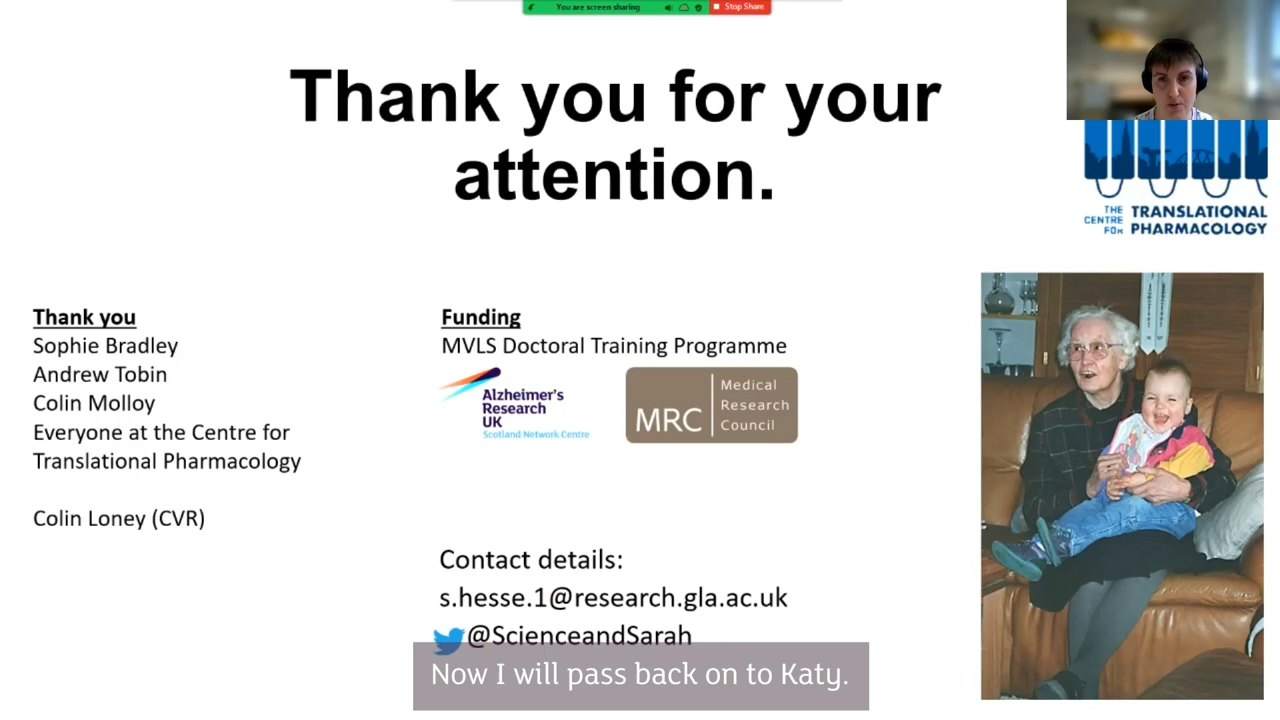 You are screen sharing
Stop Share
Thank you for your
attention.
THE
CENTRE
FOR
TRANSLATIONAL
PHARMACOLOGY
Thank you
Sophie Bradley
Andrew Tobin
Colin Molloy
Everyone at the Centre for
Translational Pharmacology
Colin Loney (CVR)
Funding
MVLS Doctoral Training Programme
Alzheimer's
Research
UK
Scotland Network Centre
MRC
Medical
Research
Council
Contact details:
s.hesse.1@research.gla.ac.uk
@ScienceandSarah
Now I will pass back on to Katy.